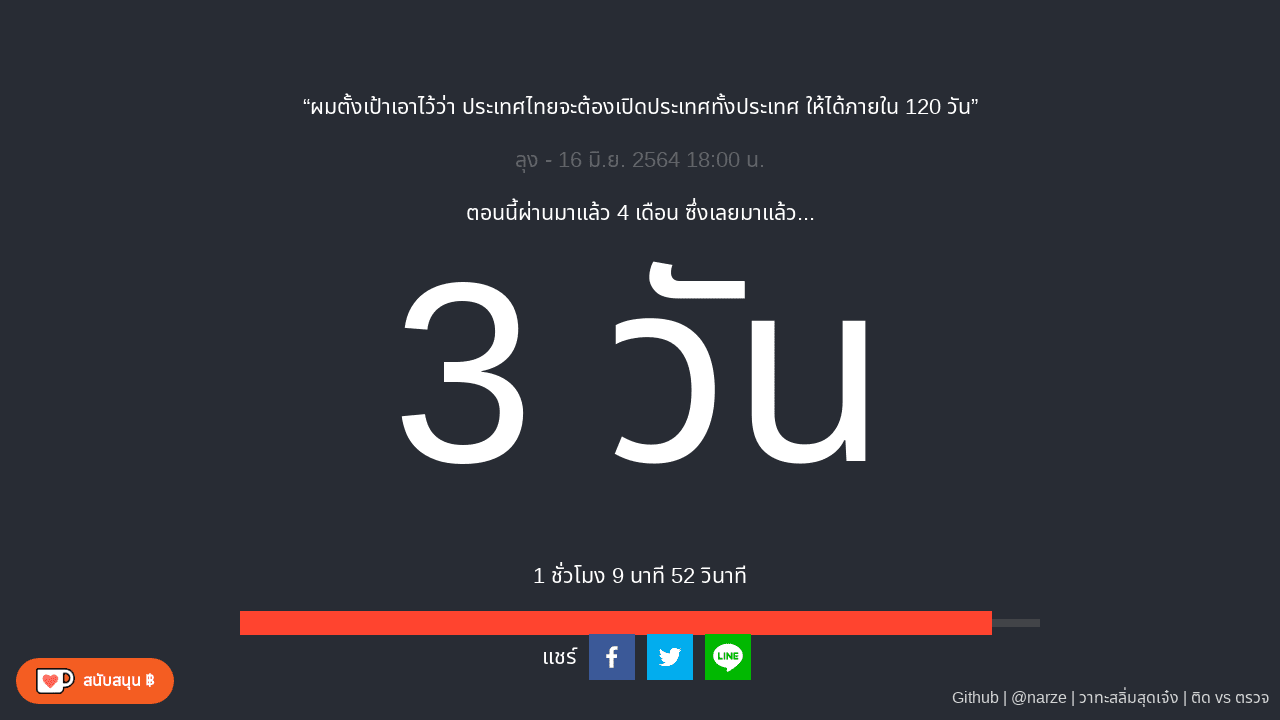 “ผมตั้งเป้าเอาไว้ว่า ประเทศไทยจะต้องเปิดประเทศทั้งประเทศ ให้ได้ภายใน 120 วัน”
ลุง - 16 มิ.ย. 2564 18:00 น.
ตอนนี้ผ่านมาแล้ว 4 เดือน ซึ่งเลยมาแล้ว...
3 วัน
1 ชั่วโมง 9 นาที 52 วินาที
แชร์
LINE
สนับสนุน ฿
Github | @narze | วาทะสลิ่มสุดเจ๋ง | ติด vs ตรวจ